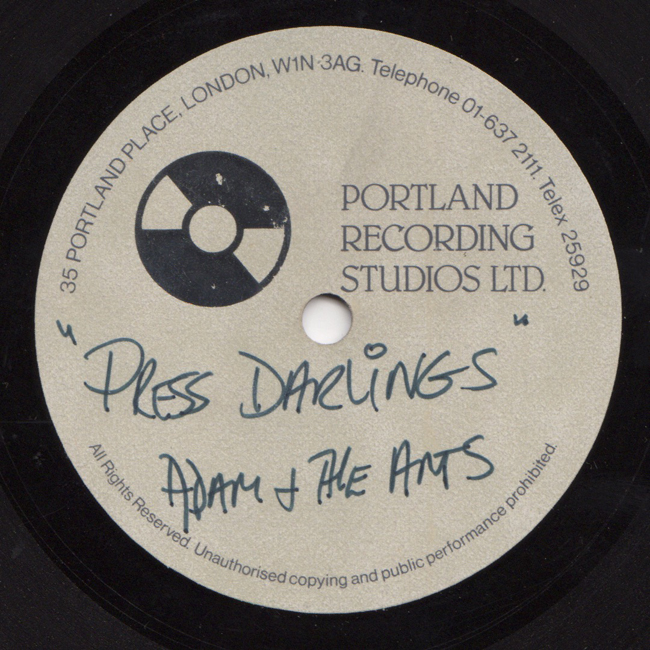 35 PORTLAND PLACE, LONDON, W1N 3AG. Telephone 01-637 2111. Telex 25929
PORTLAND
RECORDING
STUDIOS LTD.
"PRESS DARLiNGS"
ADAM + THE ANTS
All Rights Reserved. Unauthorised copying and public performance prohibited.